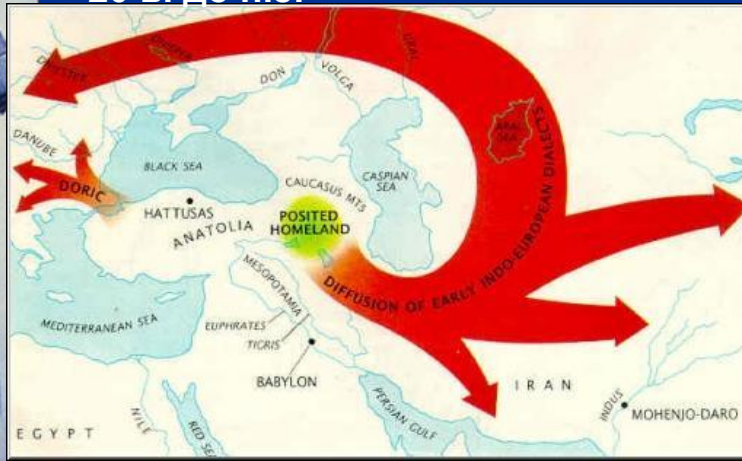 DNIESTER
DNIEPER
DON
VOLGA
URAL
ARAL SEA
DANUBE
BLACK SEA
CAUCASUS MTS
CASPIAN SEA
DORIC
HATTUSAS
ANATOLIA
POSITED
HOMELAND
DIFFUSION OF EARLY INDO-EUROPEAN DIALECTS
MESOPOTAMIA
MEDITERRANEAN SEA
EUPHRATES
TIGRIS
BABYLON
IRAN
INDUS
MOHENJO-DARO
PERSIAN GULF
EGYPT
NILE
RED SEA